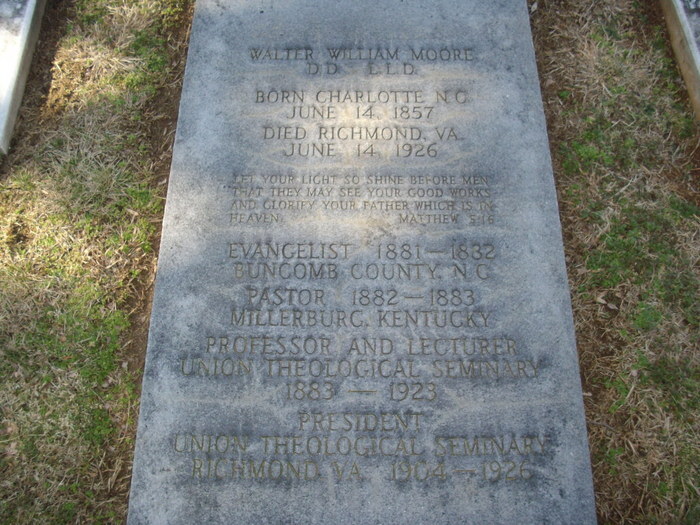 WALTER WILLIAM MOORE
D.D. L.L.D.
BORN CHARLOTTE, N.C.
JUNE 14, 1857
DIED RICHMOND, VA.
JUNE 14, 1926
LET YOUR LIGHT SO SHINE BEFORE MEN
THAT THEY MAY SEE YOUR GOOD WORKS
AND GLORIFY YOUR FATHER WHICH IS IN
HEAVEN. MATTHEW 5:16
EVANGELIST 1881 — 1882
BUNCOMB COUNTY, N.C.
PASTOR 1882 — 1883
MILLERBURG, KENTUCKY
PROFESSOR AND LECTURER
UNION THEOLOGICAL SEMINARY
1883 — 1923
PRESIDENT
UNION THEOLOGICAL SEMINARY
RICHMOND, VA. 1904 — 1926